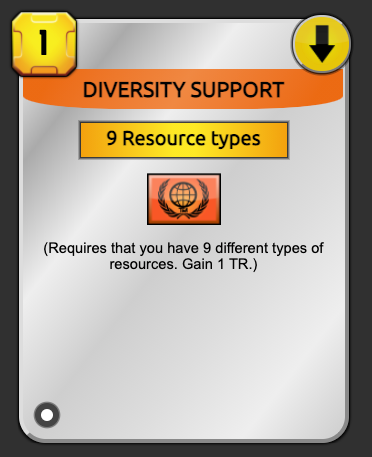 1
DIVERSITY SUPPORT
9 Resource types
(Requires that you have 9 different types of
resources. Gain 1 TR.)